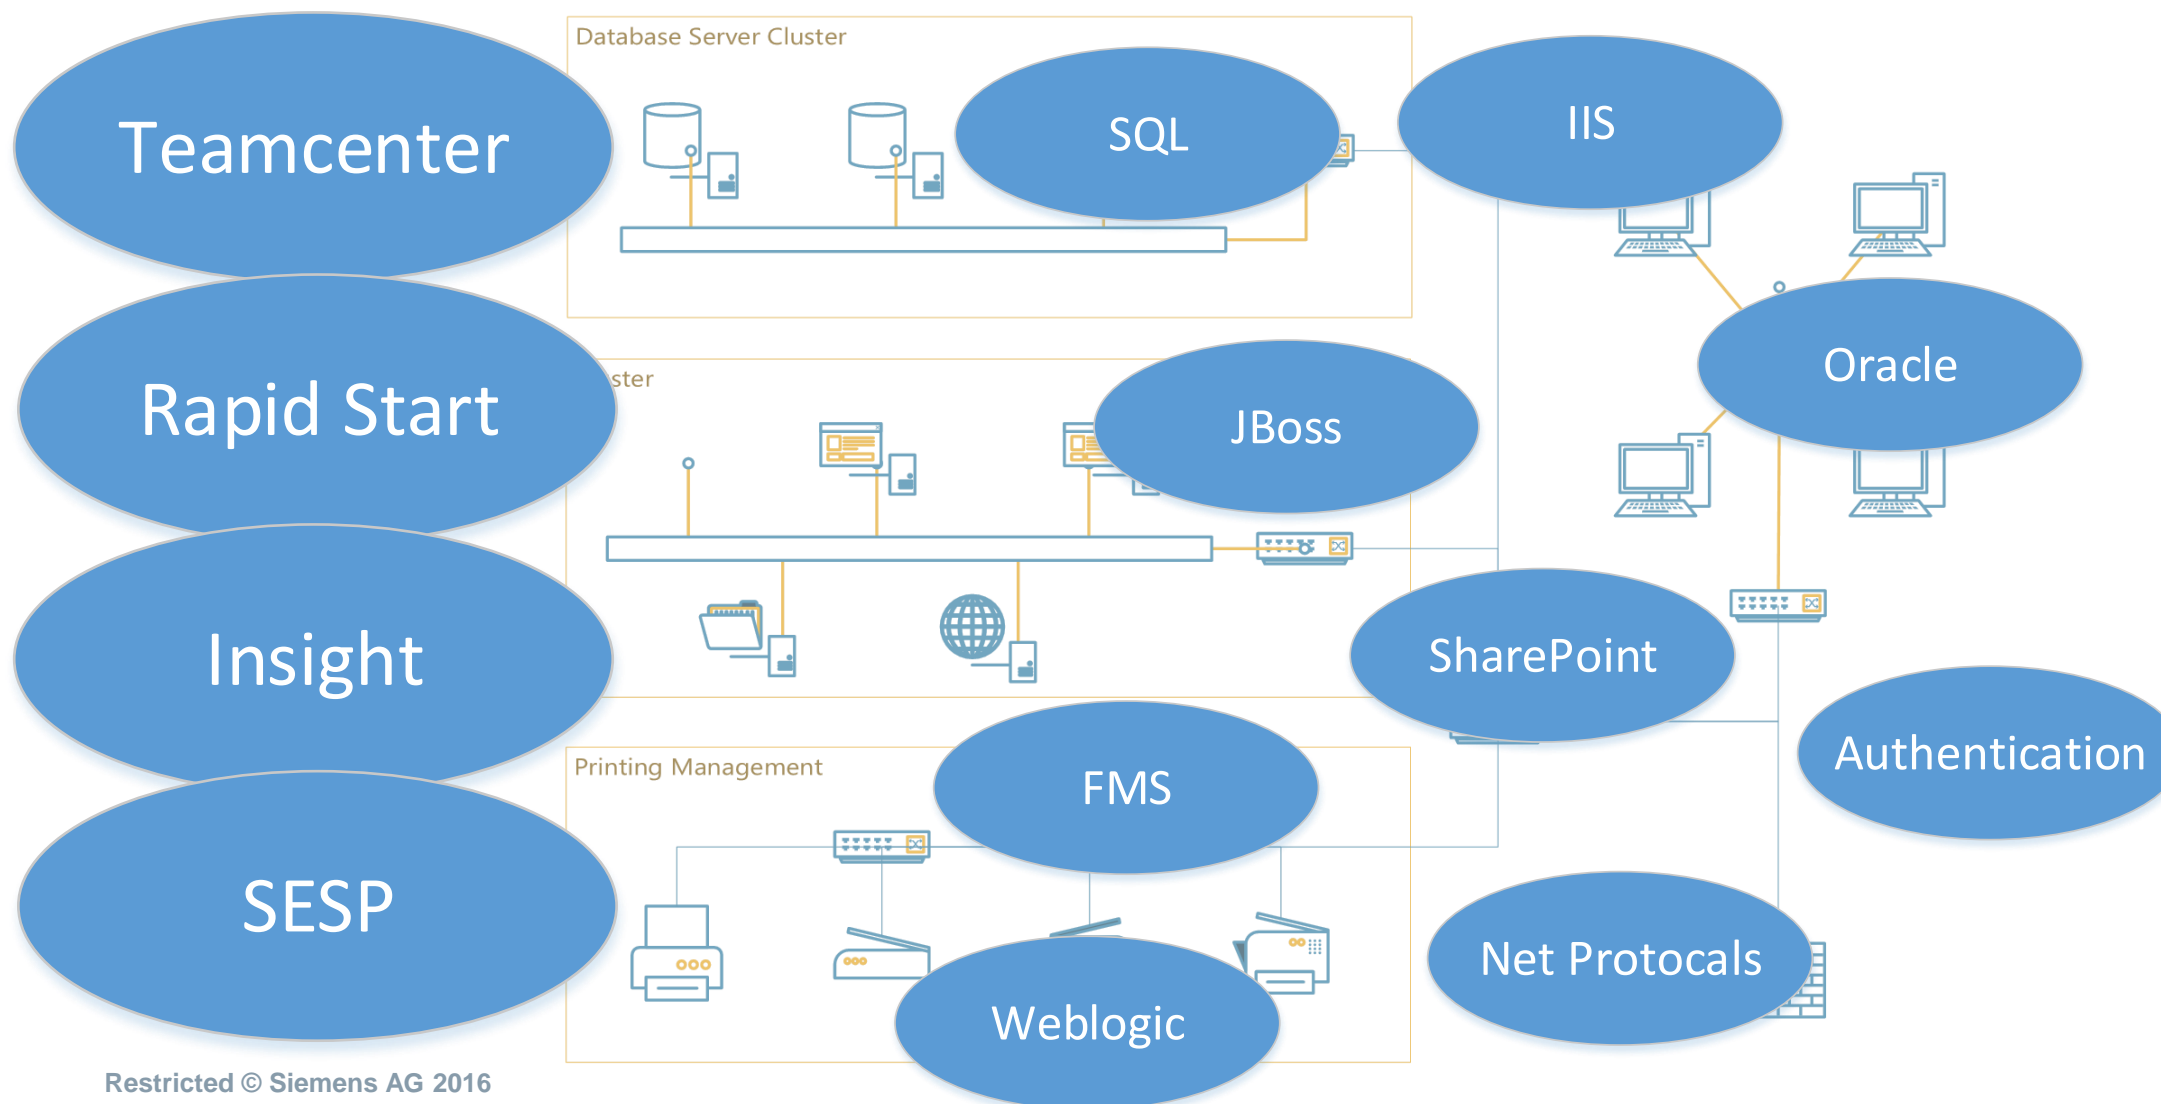 Teamcenter
Database Server Cluster
SQL
IIS
Rapid Start
ster
JBoss
Oracle
Insight
SharePoint
Authentication
Printing Management
FMS
SESP
Net Protocals
Weblogic
Restricted © Siemens AG 2016